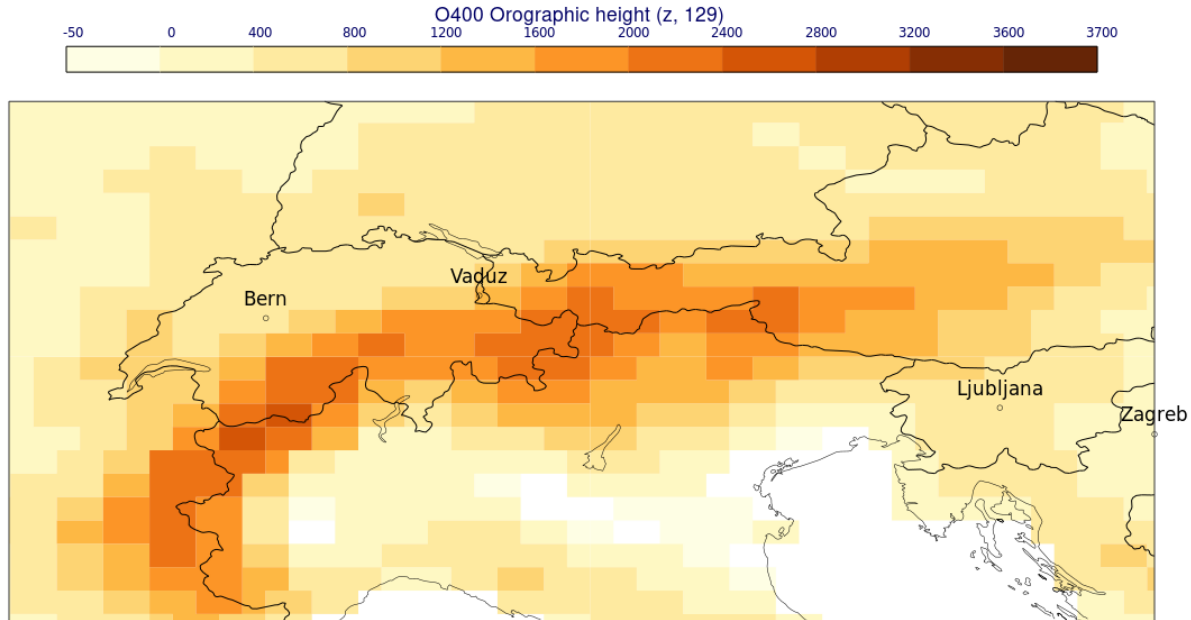 O400 Orographic height (z, 129)
-50 0 400 800 1200 1600 2000 2400 2800 3200 3600 3700
Vaduz
Bern
Ljubljana
Zagreb